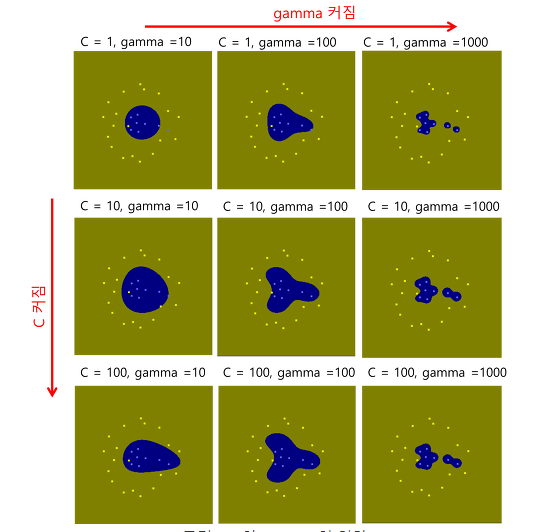 gamma 커짐
C = 1, gamma =10
C = 1, gamma =100
C = 1, gamma =1000
C = 10, gamma =10
C = 10, gamma =100
C = 10, gamma =1000
C 커짐
C = 100, gamma =10
C = 100, gamma =100
C = 100, gamma =1000